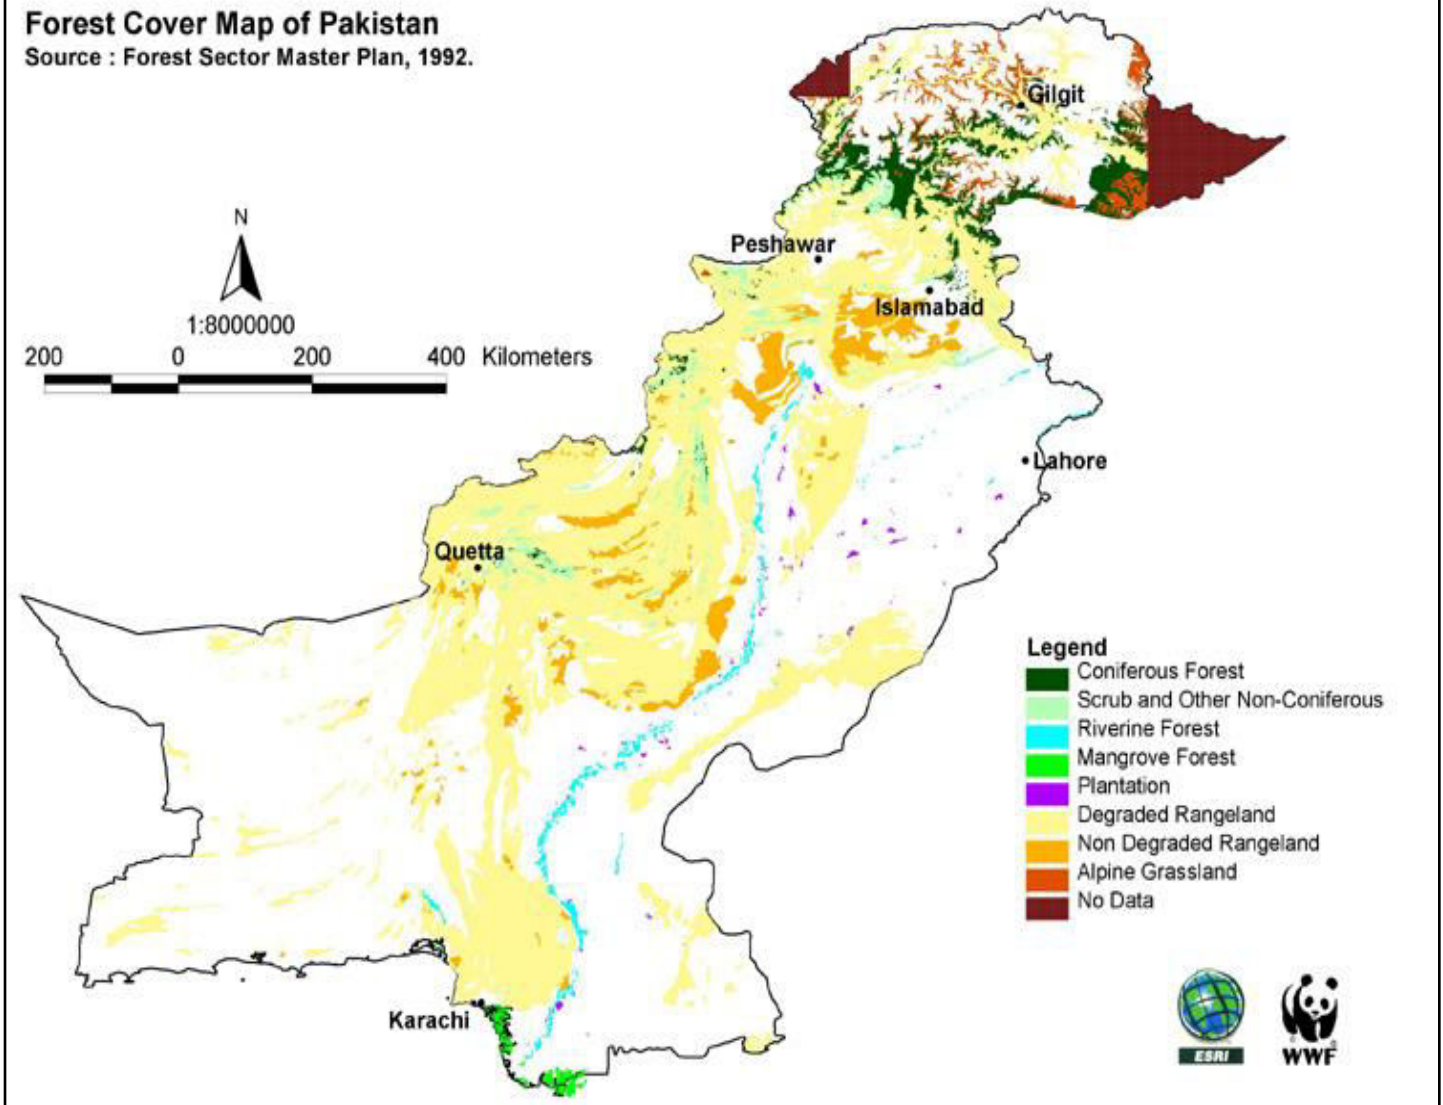 Forest Cover Map of Pakistan
Source : Forest Sector Master Plan, 1992.
Gilgit
N
Peshawar
Islamabad
1:8000000
200 0 200 400 Kilometers
Lahore
Quetta
Legend
Coniferous Forest
Scrub and Other Non-Coniferous
Riverine Forest
Mangrove Forest
Plantation
Degraded Rangeland
Non Degraded Rangeland
Alpine Grassland
No Data
Karachi
ESRI
WWF